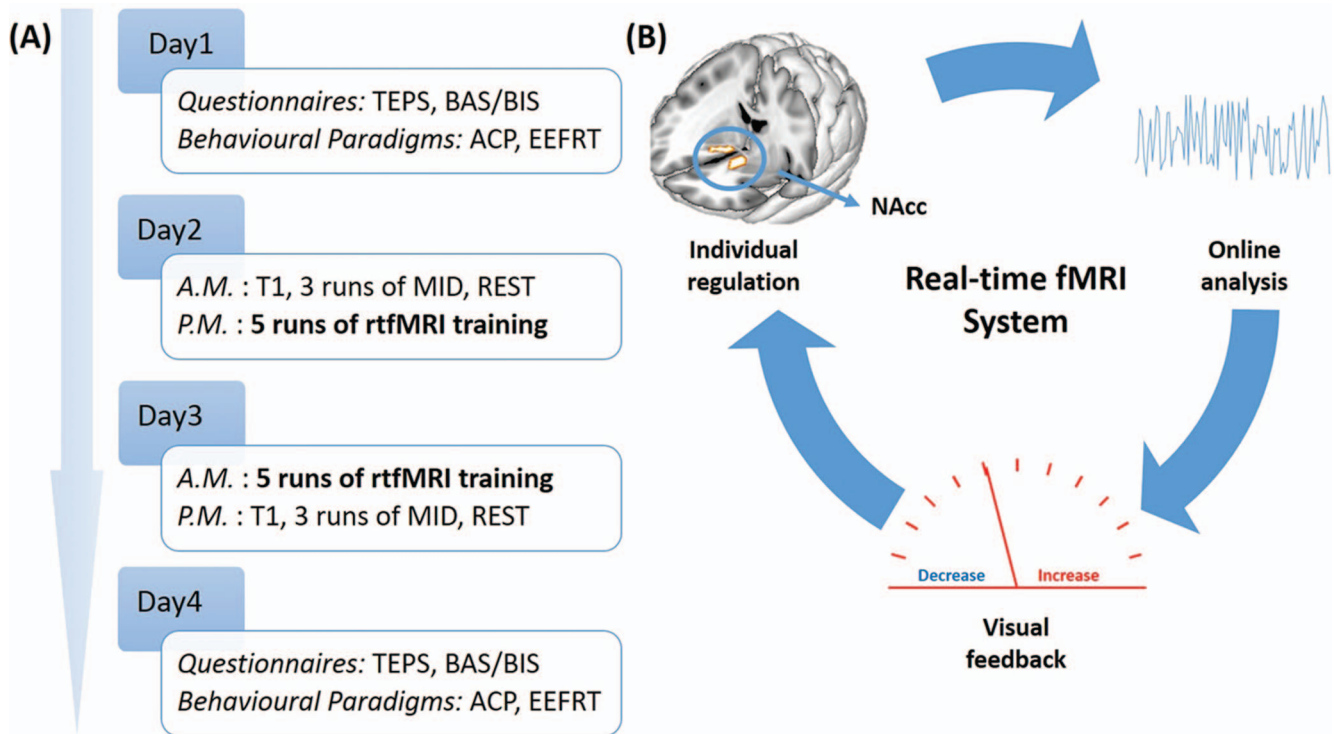 (A)
Day1
Questionnaires: TEPS, BAS/BIS
Behavioural Paradigms: ACP, EEFRT
Day2
A.M. : T1, 3 runs of MID, REST
P.M. : 5 runs of rtfMRI training
Day3
A.M. : 5 runs of rtfMRI training
P.M. : T1, 3 runs of MID, REST
Day4
Questionnaires: TEPS, BAS/BIS
Behavioural Paradigms: ACP, EEFRT
(B)
NAcc
Individual
regulation
Real-time fMRI
System
Online
analysis
Decrease
Increase
Visual
feedback